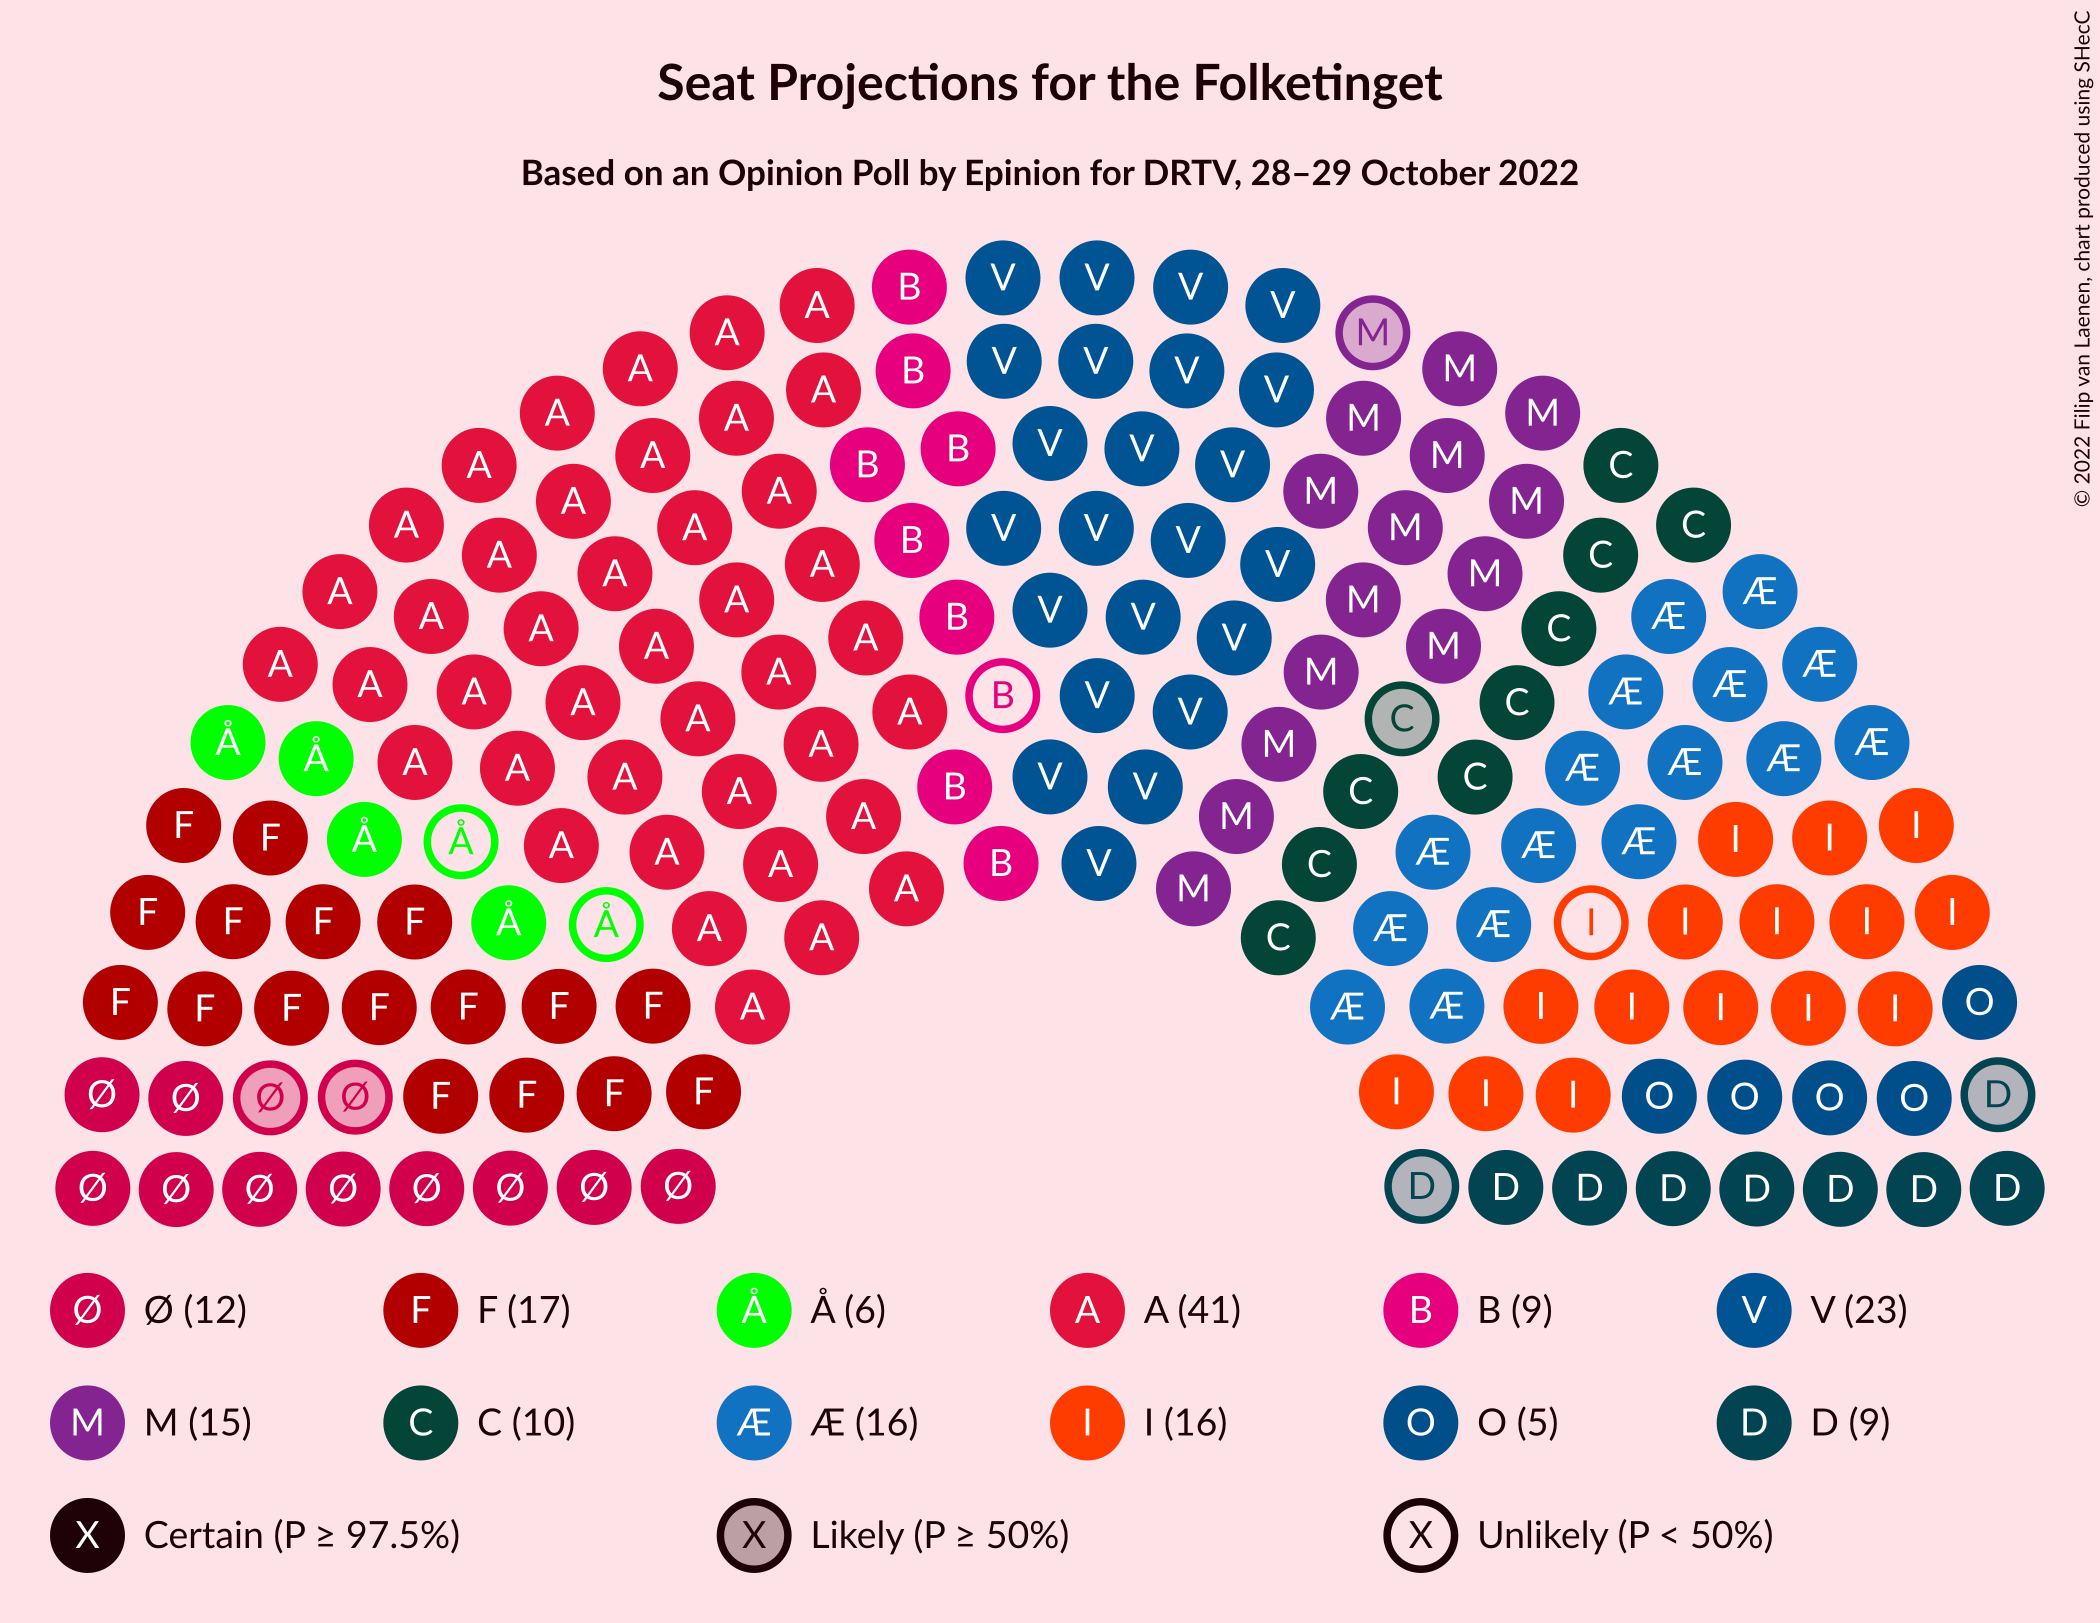 Seat Projections for the Folketinget
Based on an Opinion Poll by Epinion for DRTV, 28–29 October 2022
© 2022 Filip van Laenen, chart produced using SHecC
B V V V V
A M
A M
A B V V V M
A A V M
A A M M C
A B B V V V
A A M M
A A M C
A A B V V V V M C
A A M Æ
A A A B V V V M M C Æ
A A A A M C Æ
A A A A B V V M Æ Æ Æ
A A A A C C
Å Å A A A A A B V V M C Æ Æ Æ Æ
F F Å Å A A A A B V M C Æ Æ Æ I I I
F F F F Å Å A A C Æ Æ I I I I I
F F F F F F F A Æ Æ I I I I I O
Ø Ø Ø Ø F F F F I I I O O O O D
Ø Ø Ø Ø Ø Ø Ø Ø D D D D D D D D
Ø Ø (12) F F (17) Å Å (6) A A (41) B B (9) V V (23)
M M (15) C C (10) Æ Æ (16) I I (16) O O (5) D D (9)
X Certain (P ≥ 97.5%) X Likely (P ≥ 50%) X Unlikely (P < 50%)